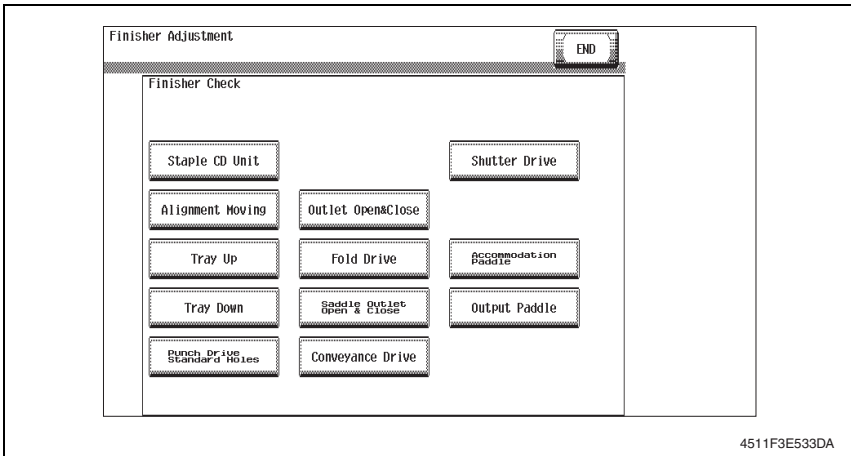 Finisher Adjustment
END
Finisher Check
Staple CD Unit
Shutter Drive
Alignment Moving
Outlet Open&Close
Tray Up
Fold Drive
Accommodation
Paddle
Tray Down
Saddle Outlet
Open & Close
Output Paddle
Punch Drive
Standard Holes
Conveyance Drive
4511F3E533DA